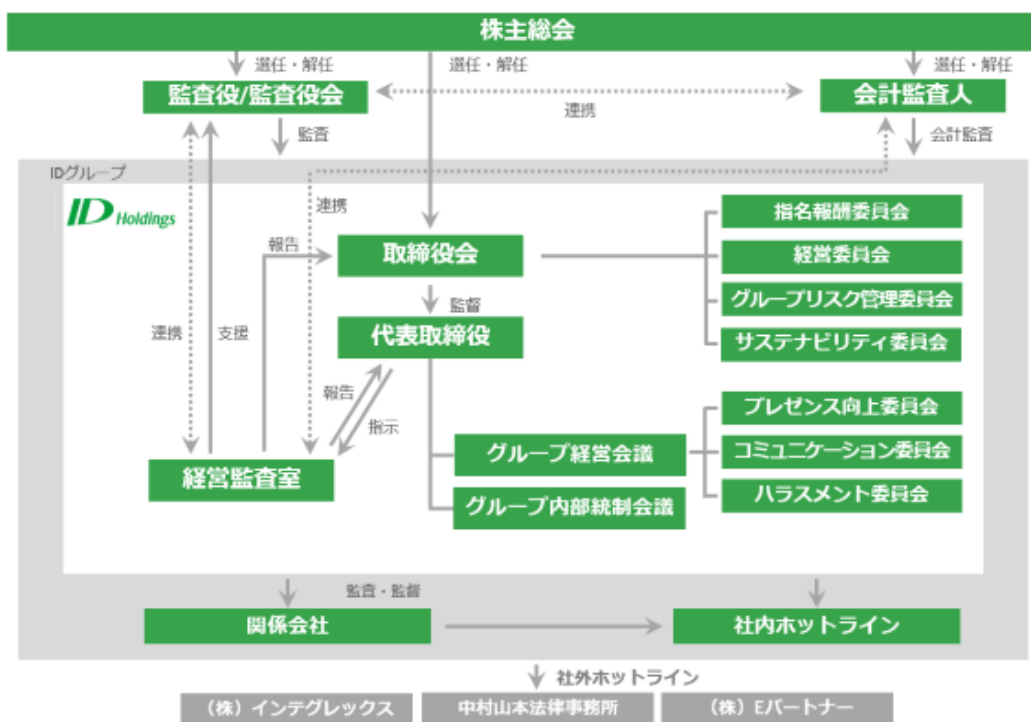 株主総会
選任・解任
選任・解任
選任・解任
監査役/監査役会
会計監査人
連携
監査
会計監査
IDグループ
ID Holdings
連携
指名報酬委員会
報告
取締役会
経営委員会
グループリスク管理委員会
監督
連携
支援
代表取締役
サステナビリティ委員会
報告
指示
プレゼンス向上委員会
グループ経営会議
コミュニケーション委員会
経営監査室
ハラスメント委員会
グループ内部統制会議
監査・監督
関係会社
社内ホットライン
社外ホットライン
（株）インテグレックス
中村山本法律事務所
（株）Eパートナー